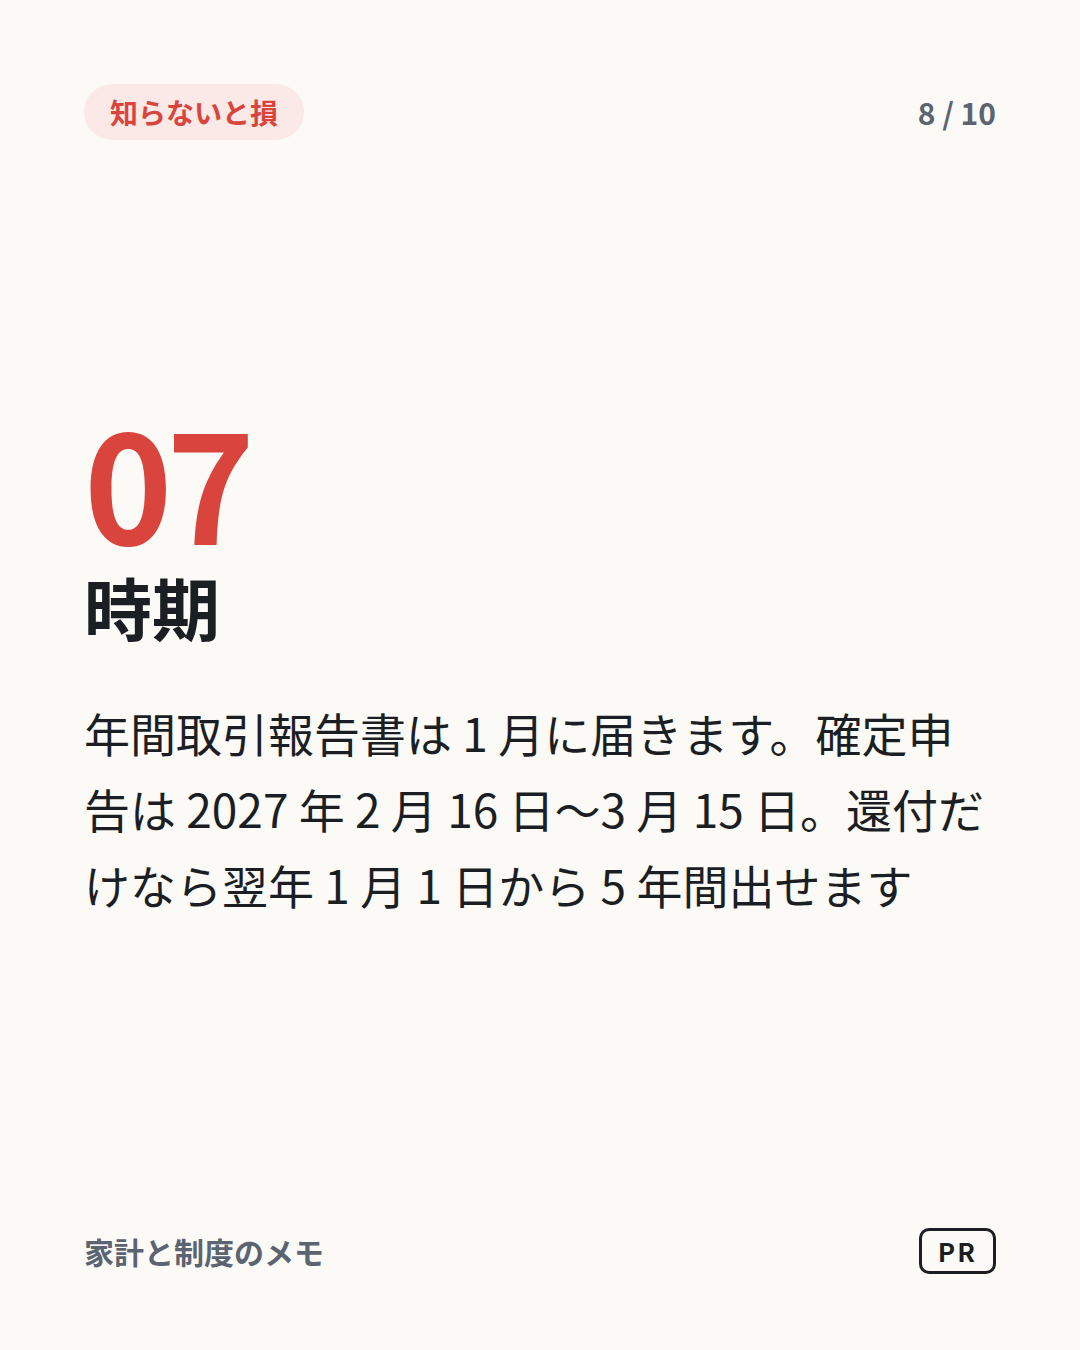 知らないと損
8 / 10
07
時期
年間取引報告書は 1 月に届きます。確定申
告は 2027 年 2 月 16 日〜3 月 15 日。還付だ
けなら翌年 1 月 1 日から 5 年間出せます
家計と制度のメモ
PR